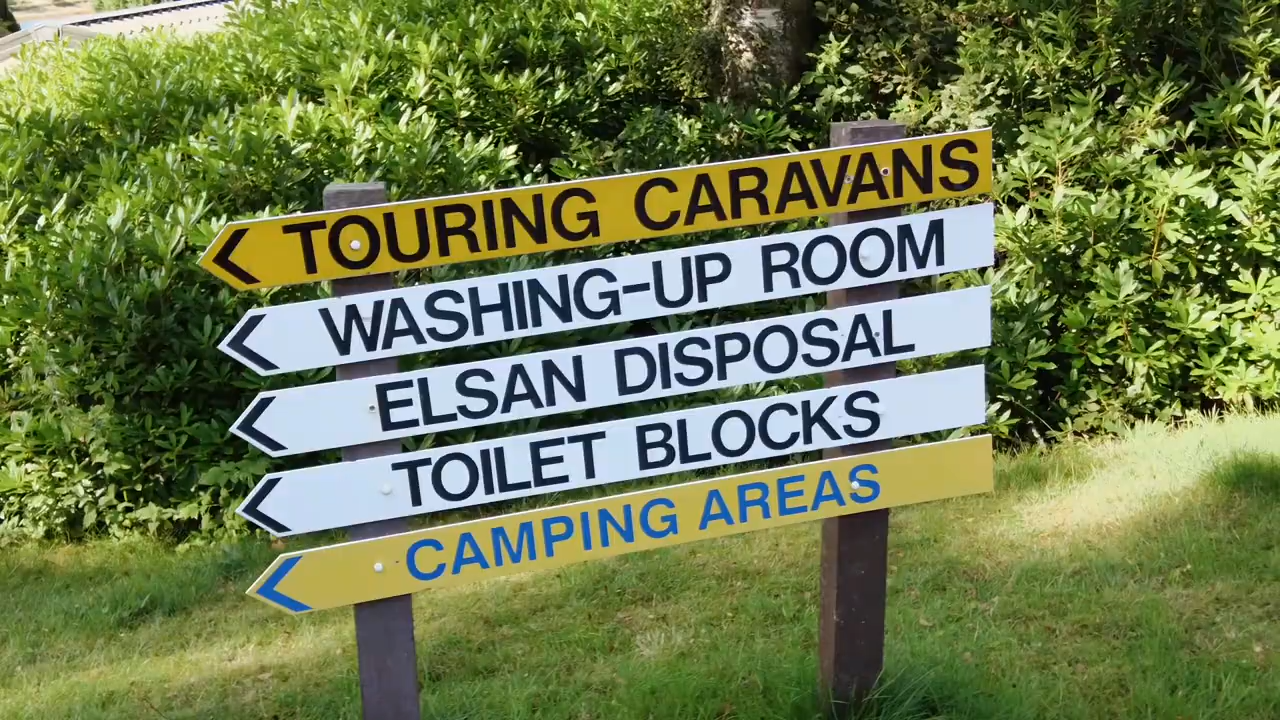 TOURING CARAVANS
WASHING-UP ROOM
ELSAN DISPOSAL
TOILET BLOCKS
CAMPING AREAS